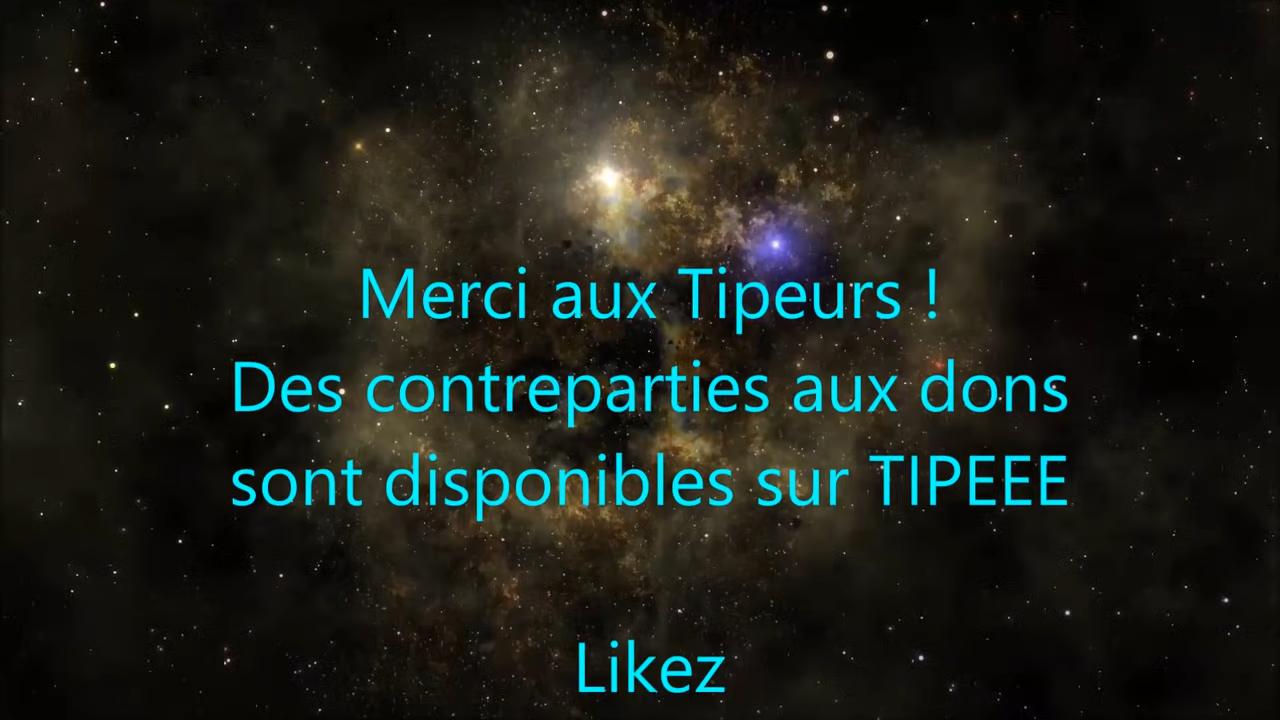 Merci aux Tipeurs !
Des contreparties aux dons
sont disponibles sur TIPEEE
Likez